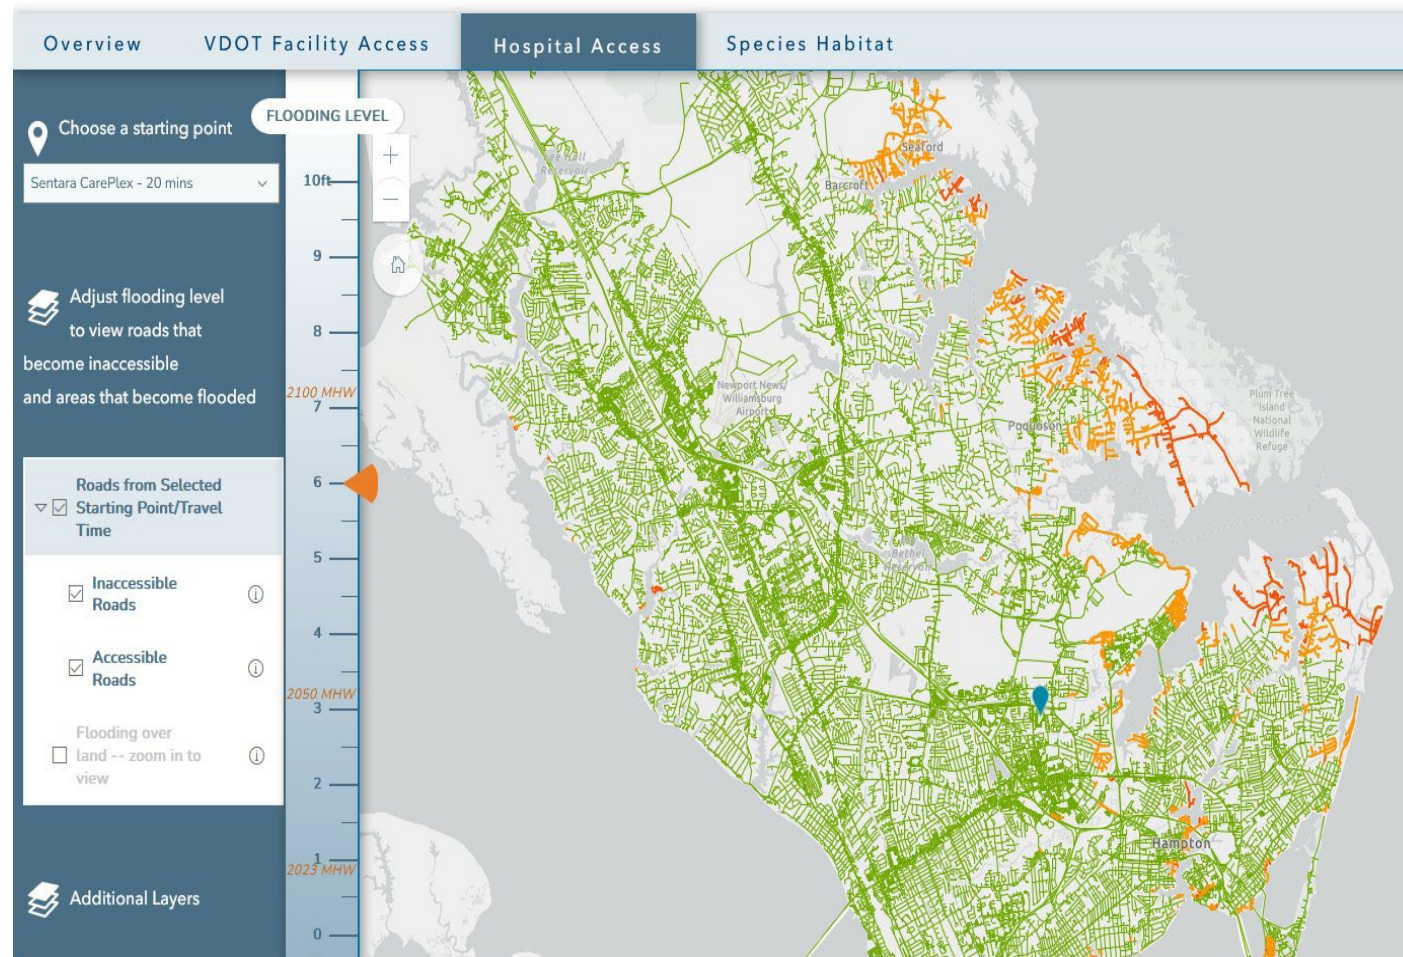 Overview VDOT Facility Access Hospital Access Species Habitat
Choose a starting point
Sentara CarePlex - 20 mins
Adjust flooding level
to view roads that
become inaccessible
and areas that become flooded
Roads from Selected
Starting Point/Travel
Time
Inaccessible
Roads
Accessible
Roads
Flooding over
land -- zoom in to
view
Additional Layers
FLOODING LEVEL
10ft
9
8
2100 MHW
7
6
5
4
2050 MHW
3
2
1
2023 MHW
0
Reservoir
Seaford
Barcroft
Newport News/
Williamsburg
Airport
Poquoson
Plum Tree
Island
National
Wildlife
Refuge
Bethel
Reservoir
Hampton